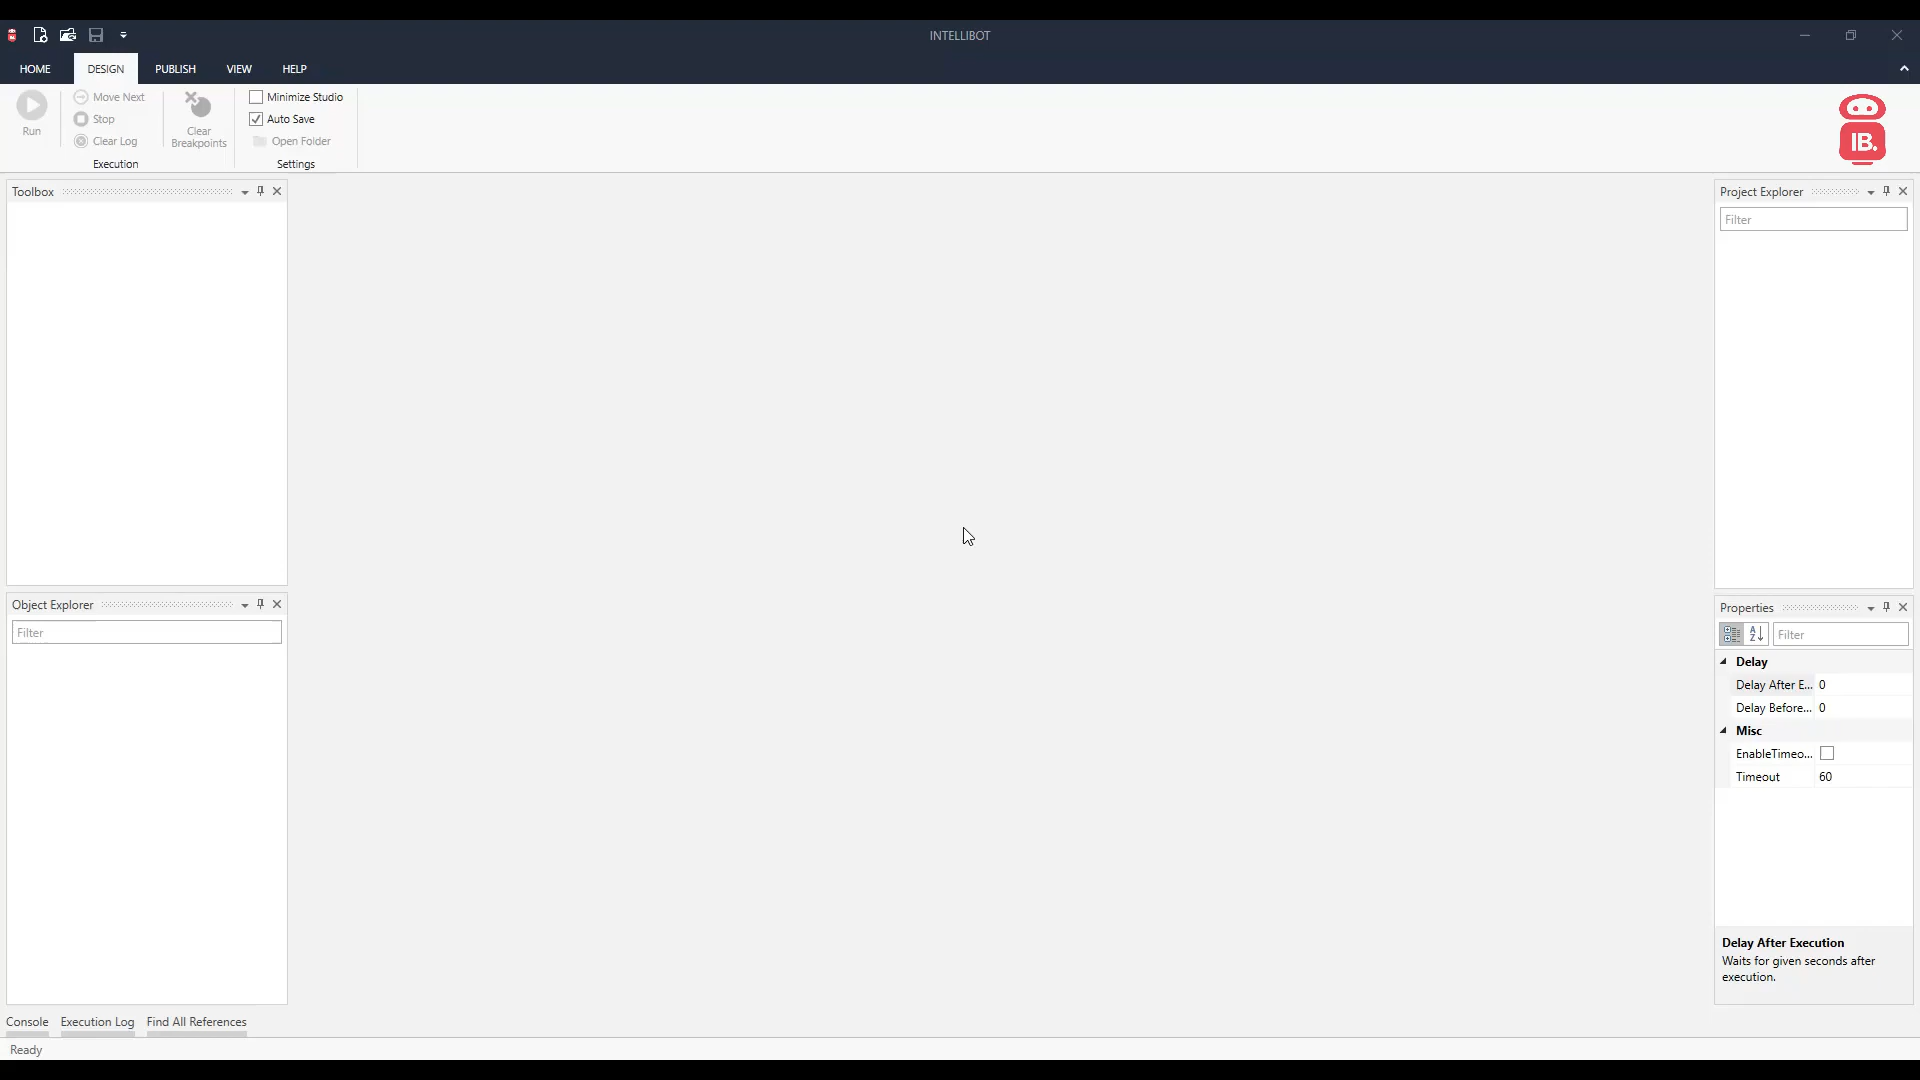 INTELLIBOT
HOME DESIGN PUBLISH VIEW HELP
Run
Move Next
Stop
Clear Log
Execution
Clear
Breakpoints
Minimize Studio
Auto Save
Open Folder
Settings
IB.
Toolbox
Project Explorer
Filter
Object Explorer
Filter
Properties
Filter
Delay
Delay After E... 0
Delay Before... 0
Misc
EnableTimeo...
Timeout 60
Delay After Execution
Waits for given seconds after
execution.
Console Execution Log Find All References
Ready